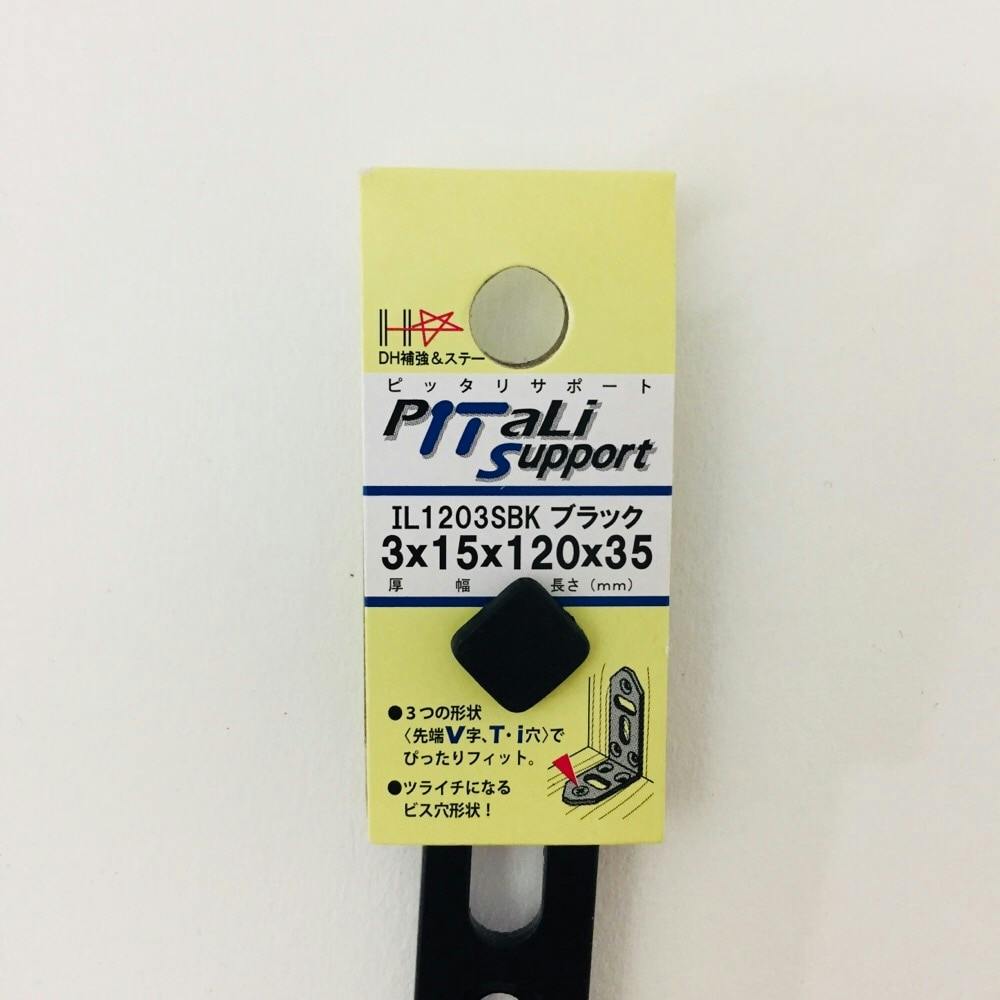 DH補強&ステー
ピッタリサポート
PiTaLi
Support
IL1203SBK ブラック
3x15x120x35
厚 幅 長さ(mm)
●3つの形状
〈先端V字、T・i穴〉で
ぴったりフィット。
●ツライチになる
ビス穴形状!